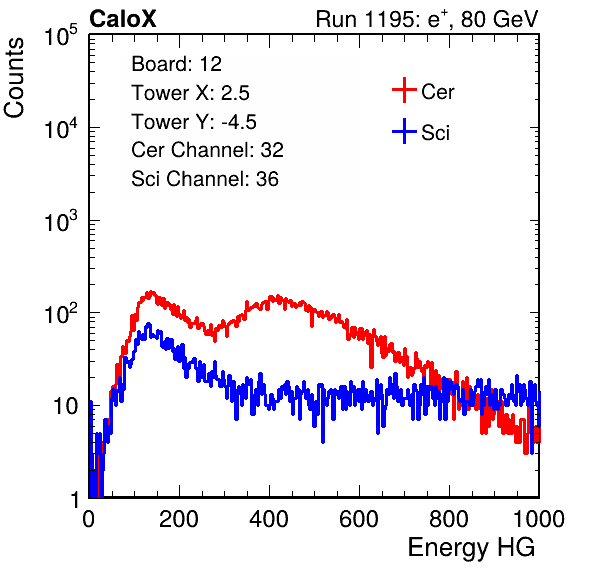 CaloX Run 1195: e⁺, 80 GeV
Counts
10⁵
10⁴
10³
10²
10
1
Board: 12
Tower X: 2.5
Tower Y: -4.5
Cer Channel: 32
Sci Channel: 36
Cer
Sci
0 200 400 600 800 1000
Energy HG